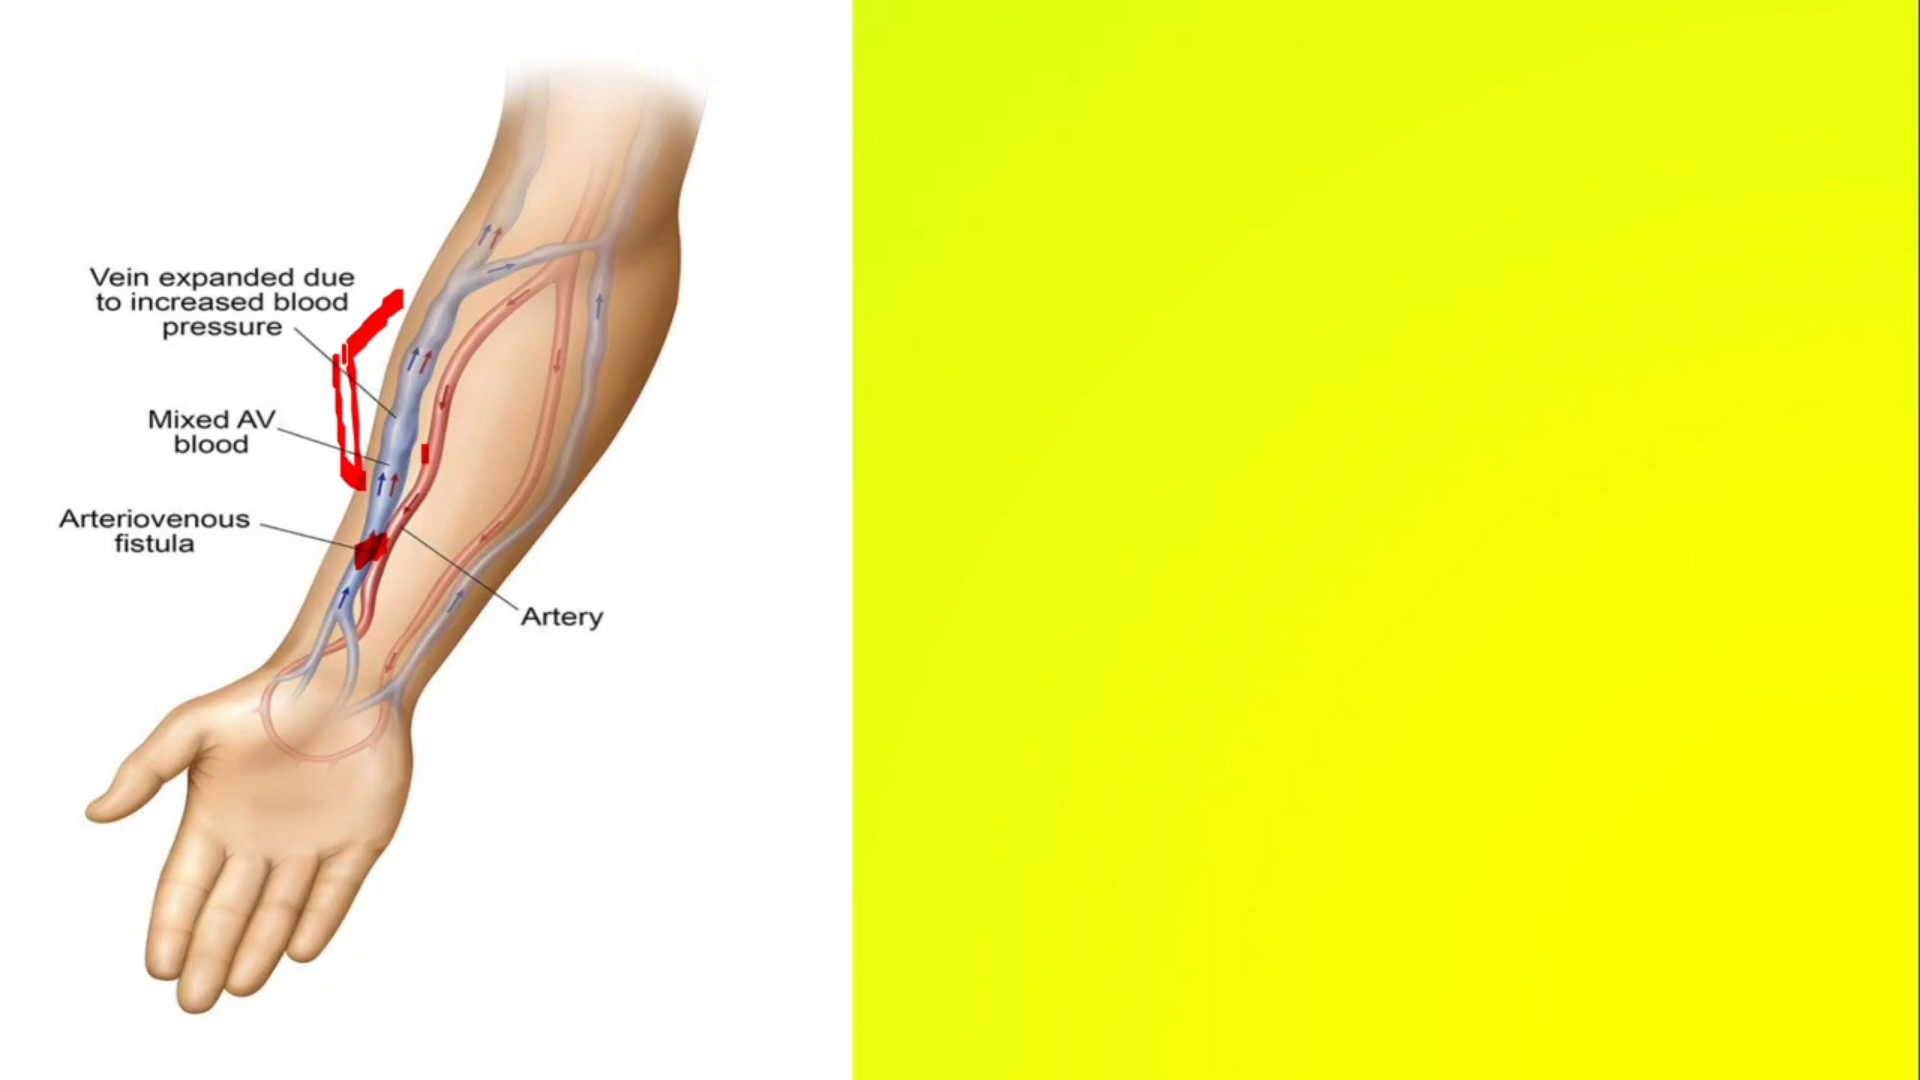 Vein expanded due
to increased blood
pressure
Mixed AV
blood
Arteriovenous
fistula
Artery